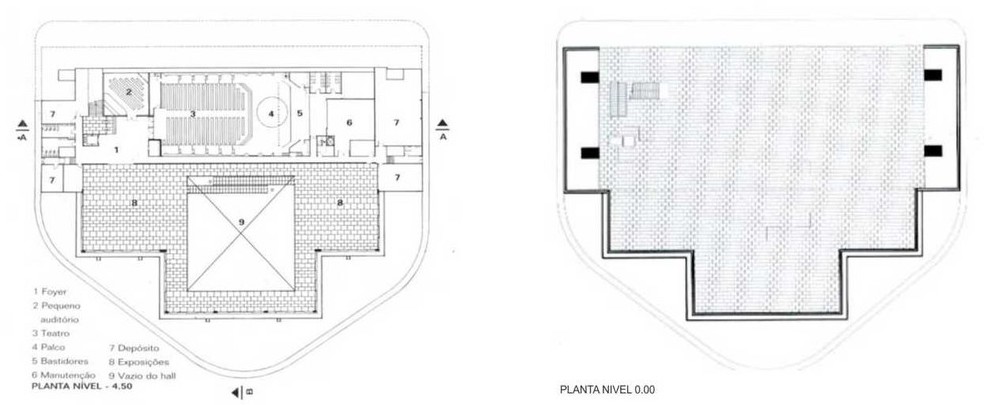 2
7
3
4
5
6
7
A
A
1
7
7
8
8
9
1 Foyer
2 Pequeno
auditório
3 Teatro
4 Palco 7 Depósito
5 Bastidores 8 Exposições
6 Manutenção 9 Vazio do hall
PLANTA NÍVEL - 4,50
B
PLANTA NIVEL 0.00